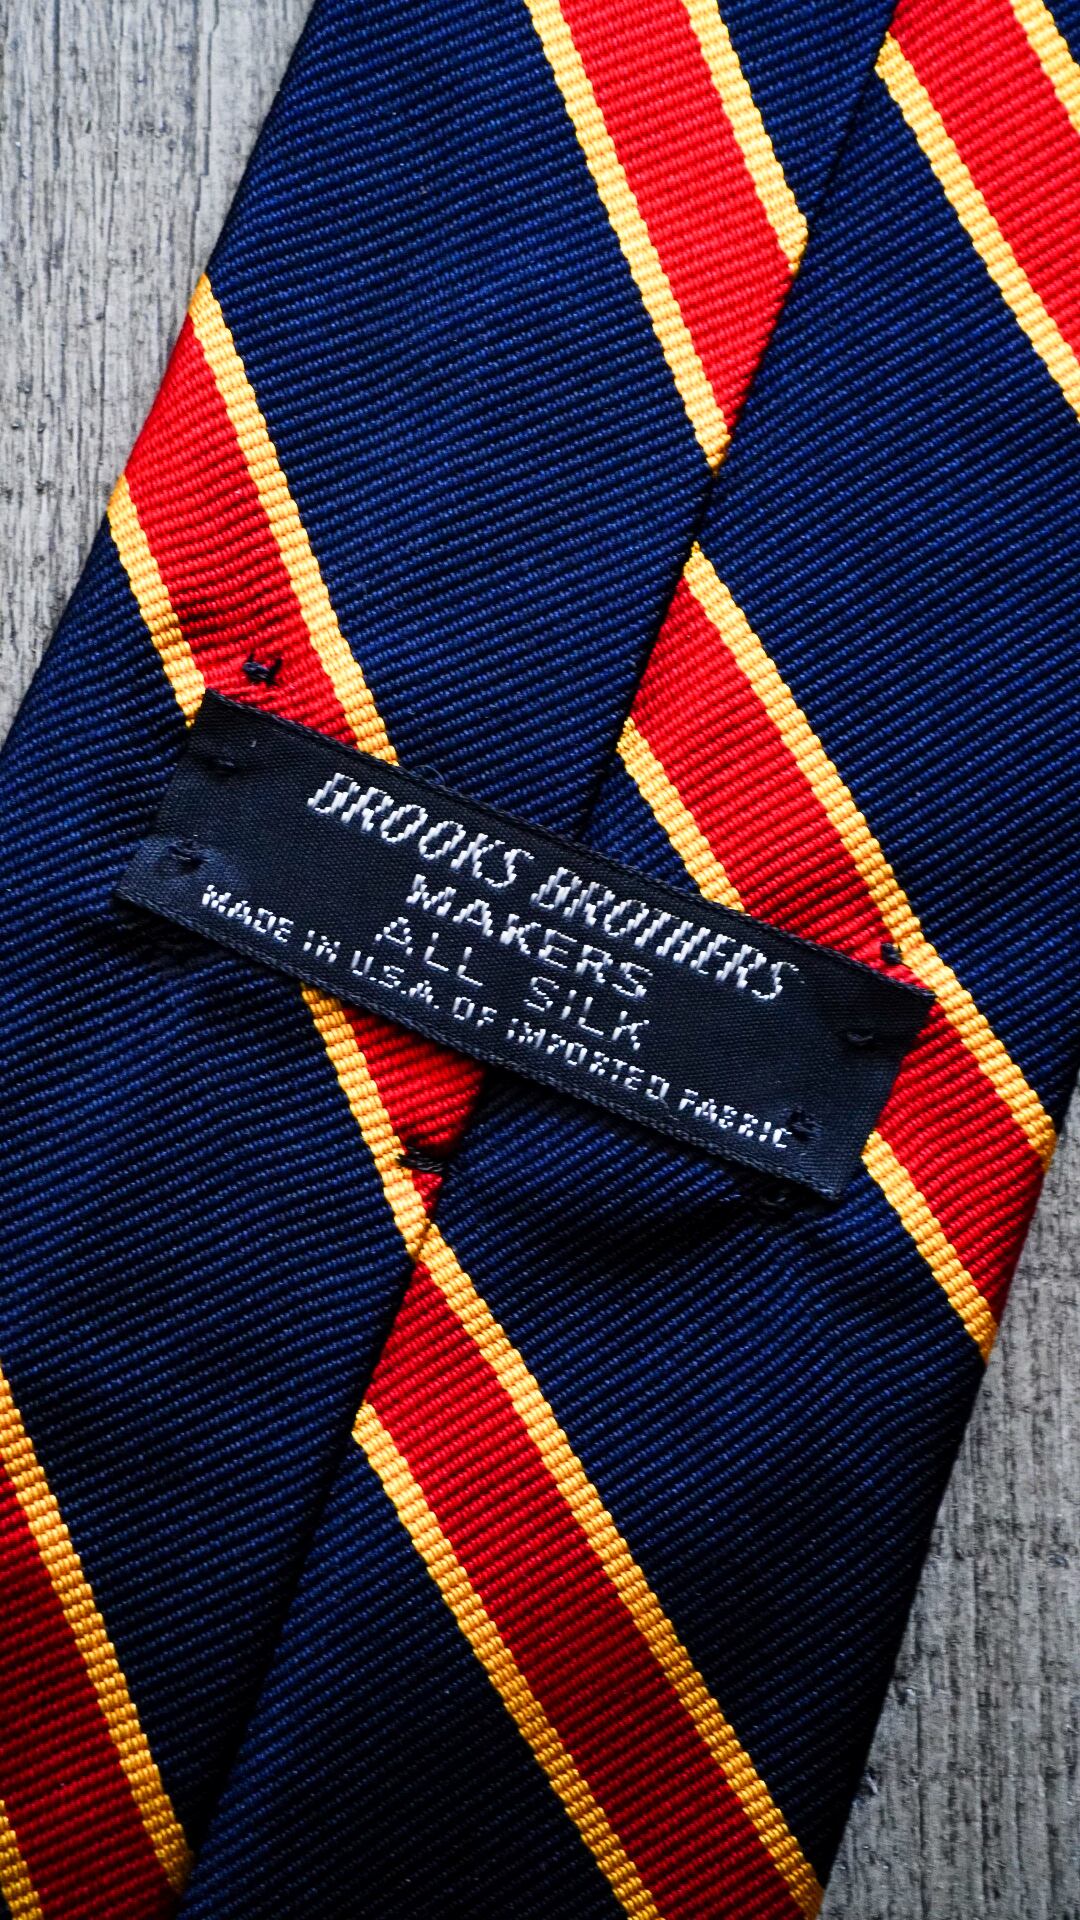 BROOKS BROTHERS
MAKERS
ALL SILK
MADE IN U.S.A. OF IMPORTED FABRIC